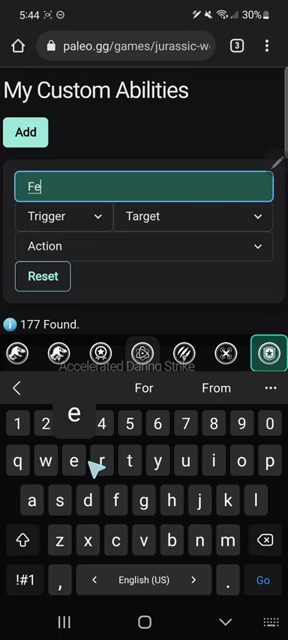 5:44
30%
paleo.gg/games/jurassic-w
3
My Custom Abilities
Add
Fe
Trigger
Target
Action
Reset
177 Found.
Accelerated Daring Strike
For
From
e
1 2 4 5 6 7 8 9 0
q w e r t y u i o p
a s d f g h j k l
z x c v b n m
!#1 , < English (US) > . Go